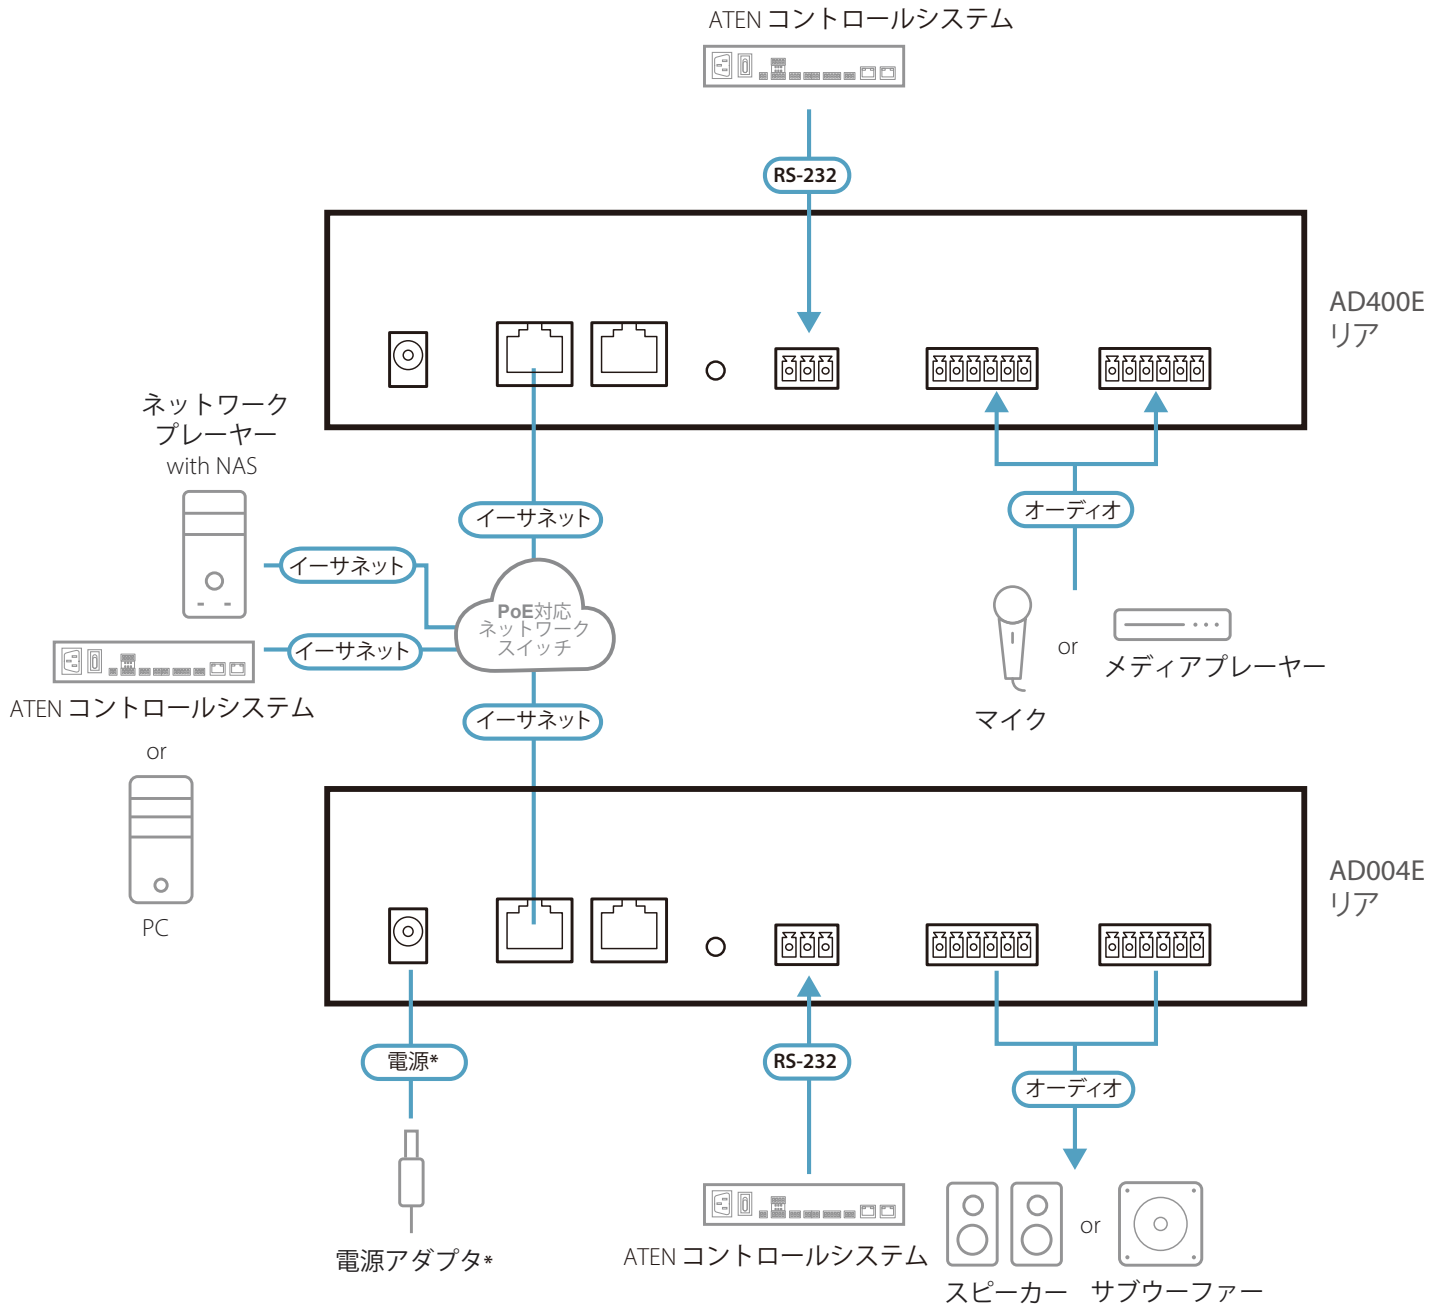 ATEN コントロールシステム
RS-232
AD400E
リア
ネットワーク
プレーヤー
with NAS
イーサネット
オーディオ
イーサネット
PoE対応
ネットワーク
スイッチ
イーサネット
or
メディアプレーヤー
マイク
ATEN コントロールシステム
イーサネット
or
PC
AD004E
リア
電源*
RS-232
オーディオ
電源アダプタ*
ATEN コントロールシステム
or
スピーカー
サブウーファー